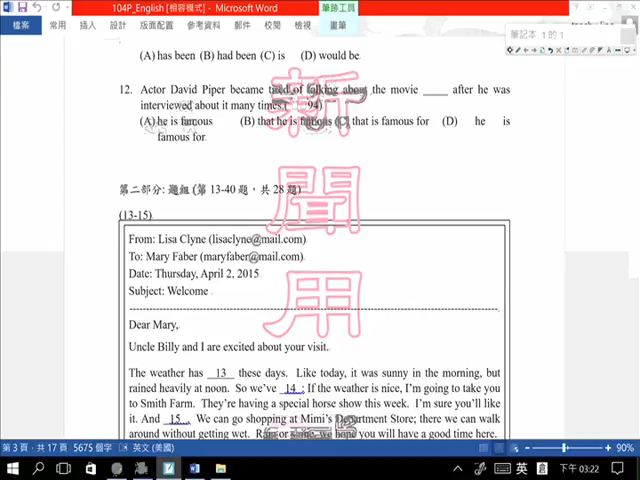 104P_English [相容模式] - Word
筆跡工具
檔案 常用 插入 設計 版面配置 參考資料 郵件 校閱 檢視 畫筆
筆記本 1 的 1
(A) has been (B) had been (C) is (D) would be
12. Actor David Piper became tired of talking about the movie ____ after he was
interviewed about it many times.( 94)
(A) he is famous (B) that he is famous (C) that is famous for (D) he is
famous for
第二部分: 題組 (第 13-40 題，共 28 題)
(13-15)
From: Lisa Clyne (lisaclyne@mail.com)
To: Mary Faber (maryfaber@mail.com)
Date: Thursday, April 2, 2015
Subject: Welcome
Dear Mary,
Uncle Billy and I are excited about your visit.
The weather has __13__ these days. Like today, it was sunny in the morning, but
rained heavily at noon. So we've __14__: If the weather is nice, I'm going to take you
to Smith Farm. They're having a special horse show this week. I'm sure you'll like
it. And __15__. We can go shopping at Mimi's Department Store; there we can walk
around without getting wet. Rain or shine, we hope you will have a good time here.
新聞用
第 3 頁，共 17 頁 5675 個字 英文 (美國) 90%
英 下午 03:22